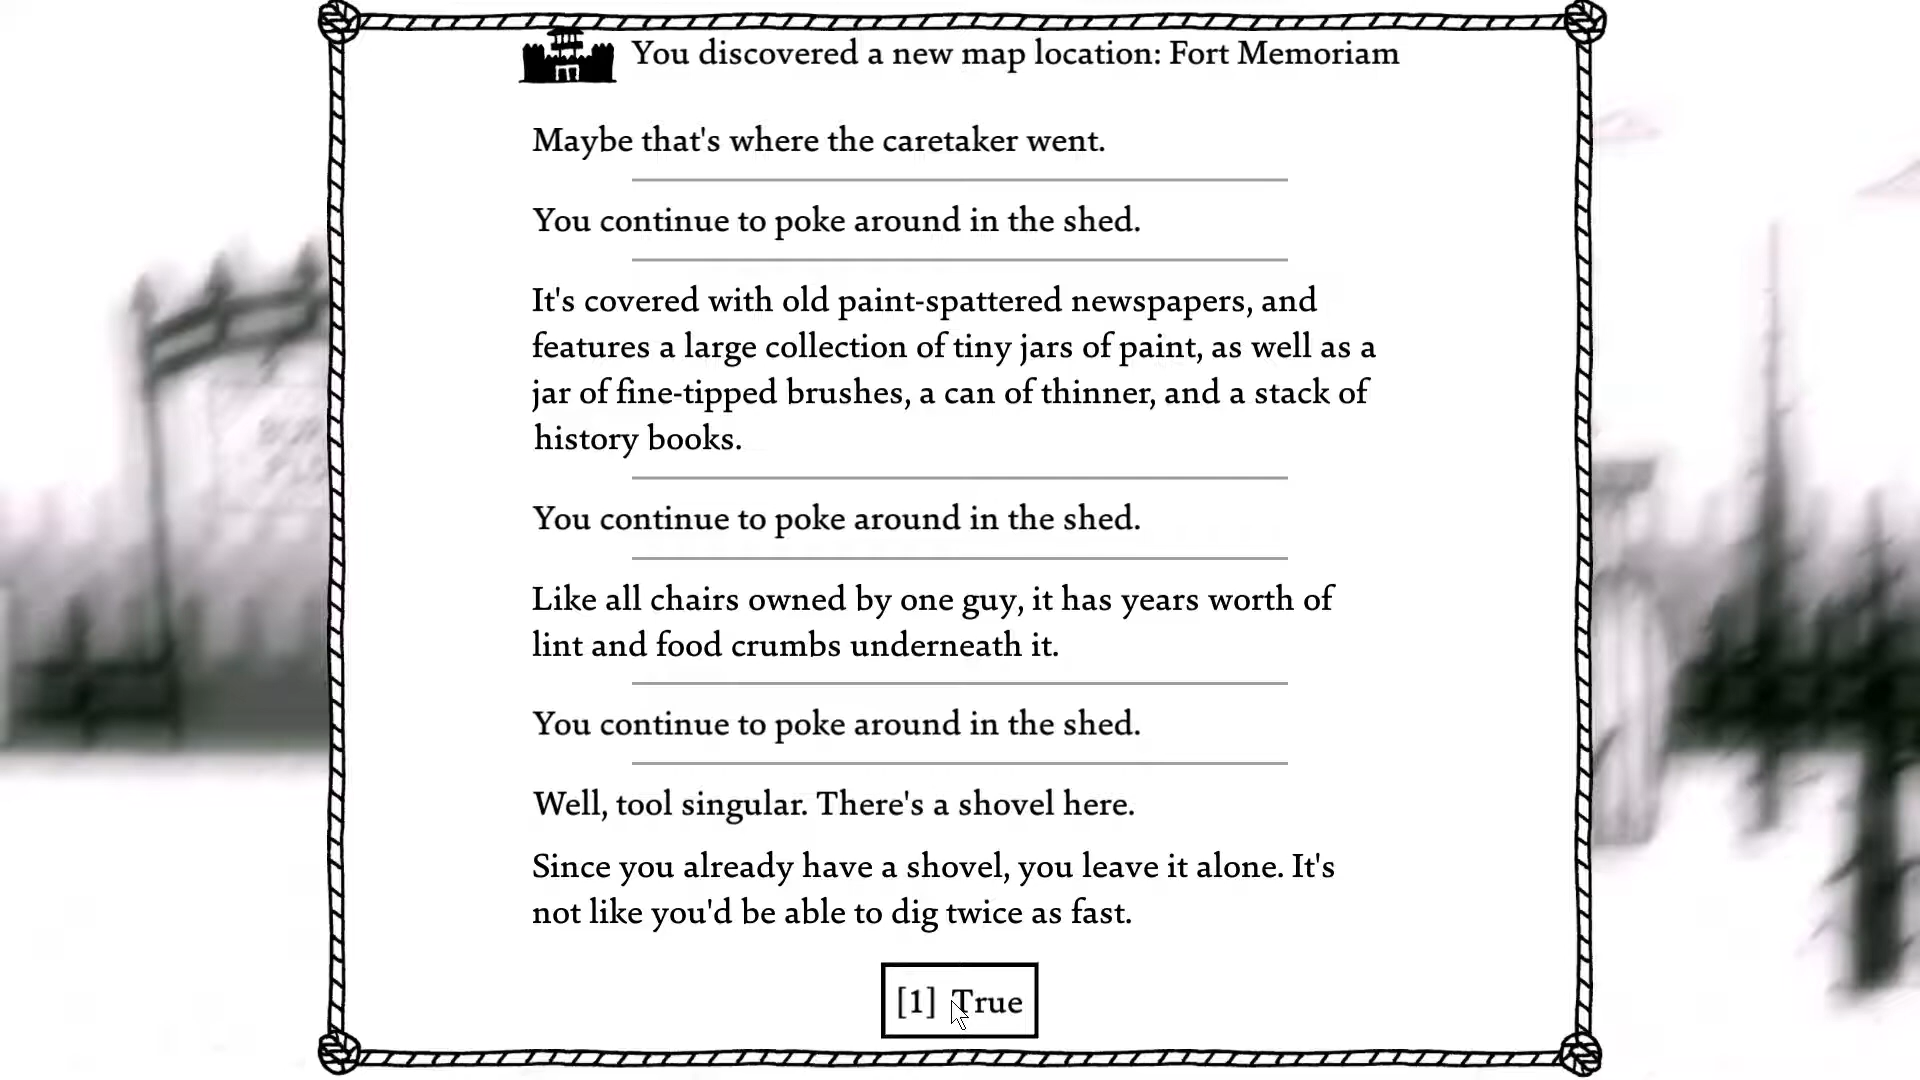 You discovered a new map location: Fort Memoriam
Maybe that's where the caretaker went.
You continue to poke around in the shed.
It's covered with old paint-spattered newspapers, and
features a large collection of tiny jars of paint, as well as a
jar of fine-tipped brushes, a can of thinner, and a stack of
history books.
You continue to poke around in the shed.
Like all chairs owned by one guy, it has years worth of
lint and food crumbs underneath it.
You continue to poke around in the shed.
Well, tool singular. There's a shovel here.
Since you already have a shovel, you leave it alone. It's
not like you'd be able to dig twice as fast.
[1] True